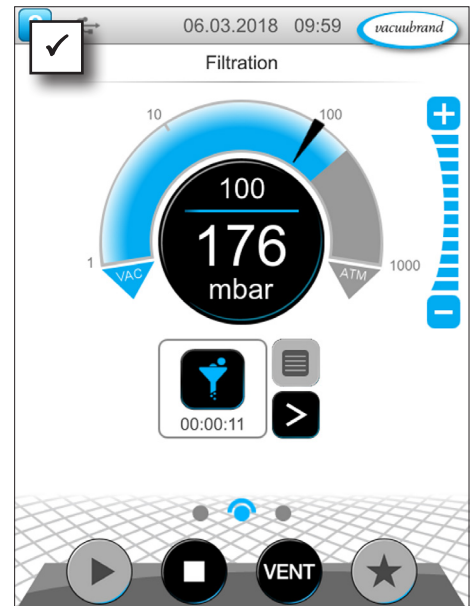 06.03.2018 09:59
vacuubrand
Filtration
10
100
1
VAC
ATM
1000
100
176
mbar
00:00:11
VENT